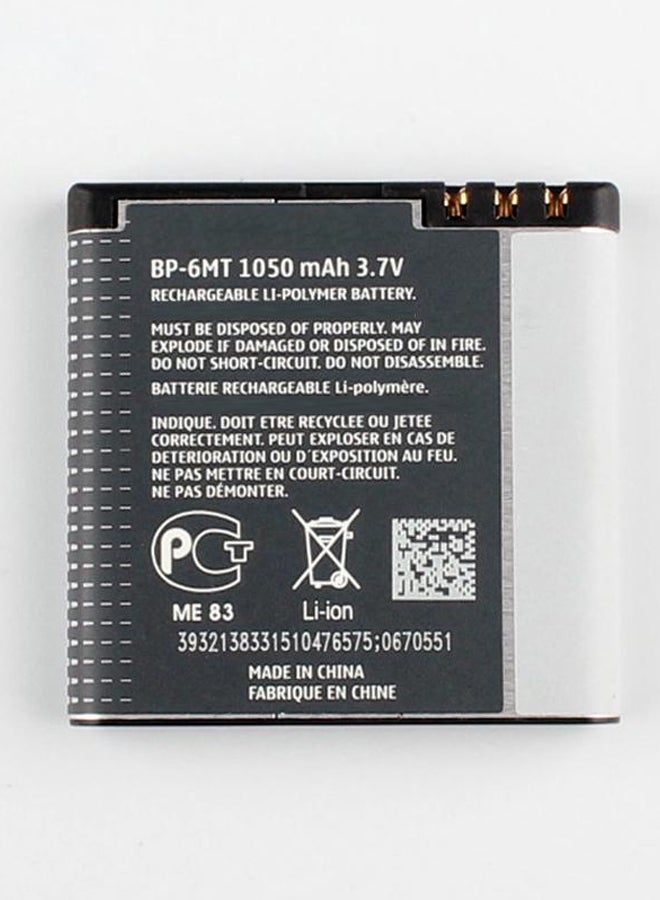 BP-6MT 1050 mAh 3.7V
RECHARGEABLE LI-POLYMER BATTERY.
MUST BE DISPOSED OF PROPERLY. MAY
EXPLODE IF DAMAGED OR DISPOSED OF IN FIRE.
DO NOT SHORT-CIRCUIT. DO NOT DISASSEMBLE.
BATTERIE RECHARGEABLE Li-polymère.
INDIQUE. DOIT ETRE RECYCLEE OU JETEE
CORRECTEMENT. PEUT EXPLOSER EN CAS DE
DETERIORATION OU D´EXPOSITION AU FEU.
NE PAS METTRE EN COURT-CIRCUIT.
NE PAS DÉMONTER.
РСТ
ME 83 Li-ion
3932138331510476575;0670551
MADE IN CHINA
FABRIQUE EN CHINE